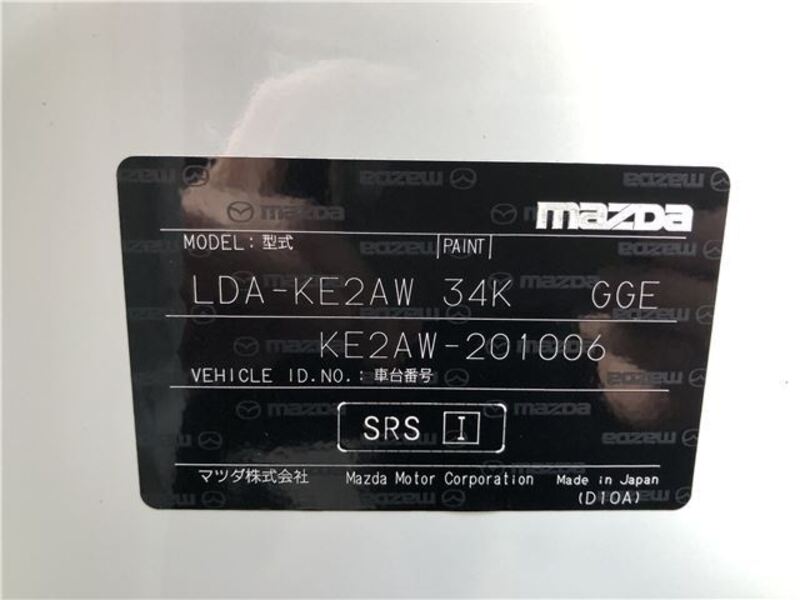 mazda
MODEL: 型式 PAINT
LDA-KE2AW 34K GGE
KE2AW-201006
VEHICLE ID.NO.: 車台番号
SRS I
マツダ株式会社 Mazda Motor Corporation Made in Japan
(D10A)